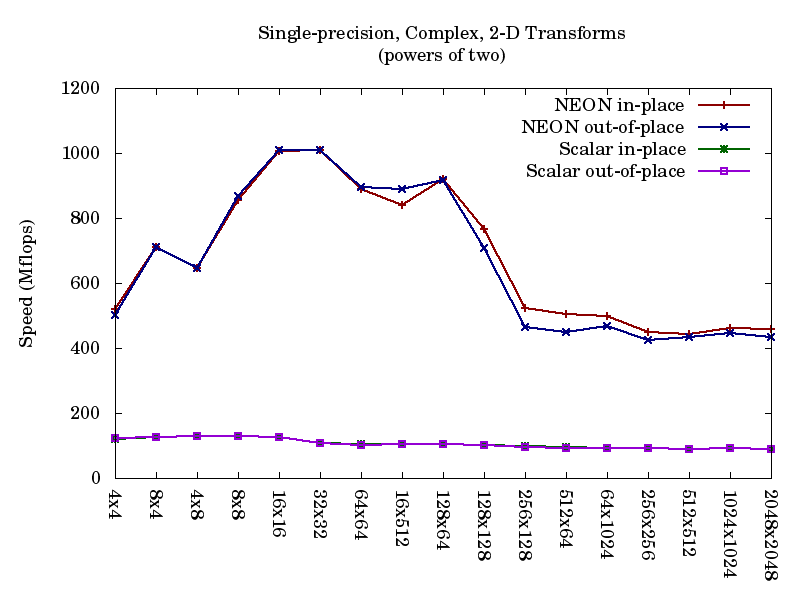 Single-precision, Complex, 2-D Transforms
(powers of two)
1200
1000
800
600
400
200
0
Speed (Mflops)
NEON in-place
NEON out-of-place
Scalar in-place
Scalar out-of-place
4x4
8x4
4x8
8x8
16x16
32x32
64x64
16x512
128x64
128x128
256x128
512x64
64x1024
256x256
512x512
1024x1024
2048x2048